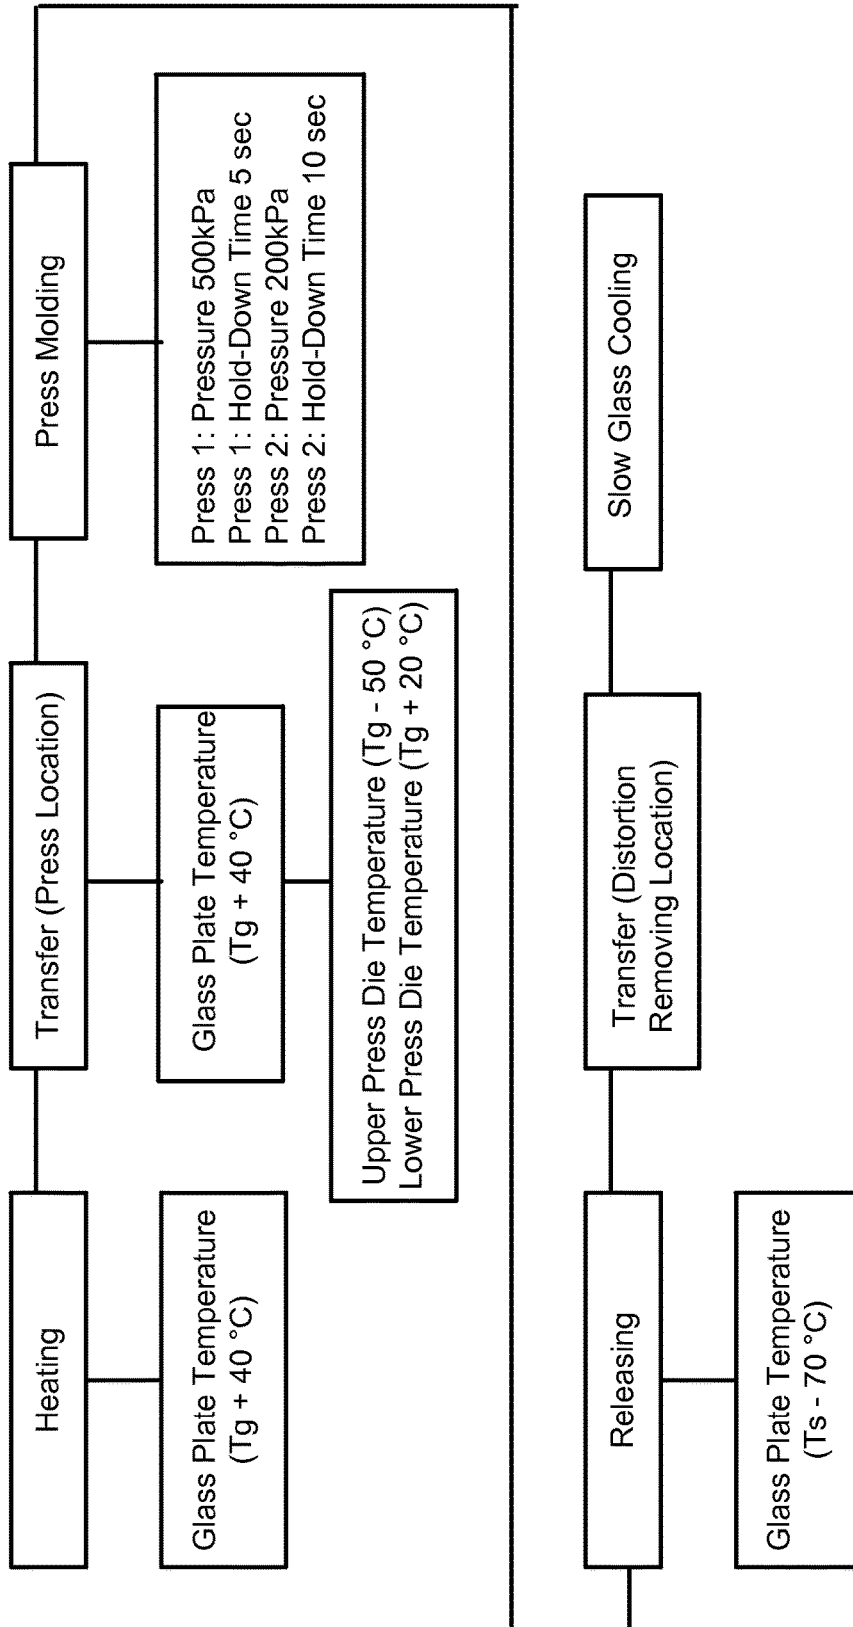 Heating
Glass Plate Temperature
(Tg + 40 °C)
Transfer (Press Location)
Glass Plate Temperature
(Tg + 40 °C)
Upper Press Die Temperature (Tg - 50 °C)
Lower Press Die Temperature (Tg + 20 °C)
Press Molding
Press 1: Pressure 500kPa
Press 1: Hold-Down Time 5 sec
Press 2: Pressure 200kPa
Press 2: Hold-Down Time 10 sec
Releasing
Glass Plate Temperature
(Ts - 70 °C)
Transfer (Distortion
Removing Location)
Slow Glass Cooling